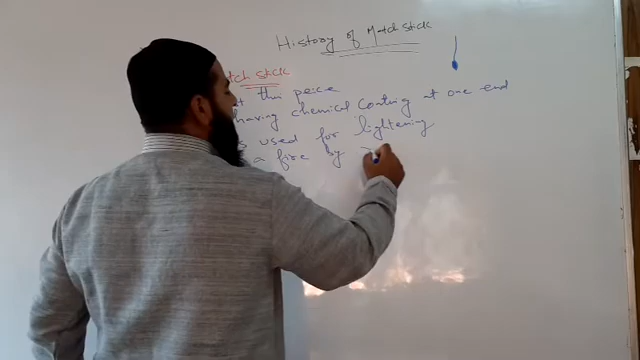 History of Match Stick
tch stick
t thin peice
having chemical Coating at one end
s used for lightening
a fire by